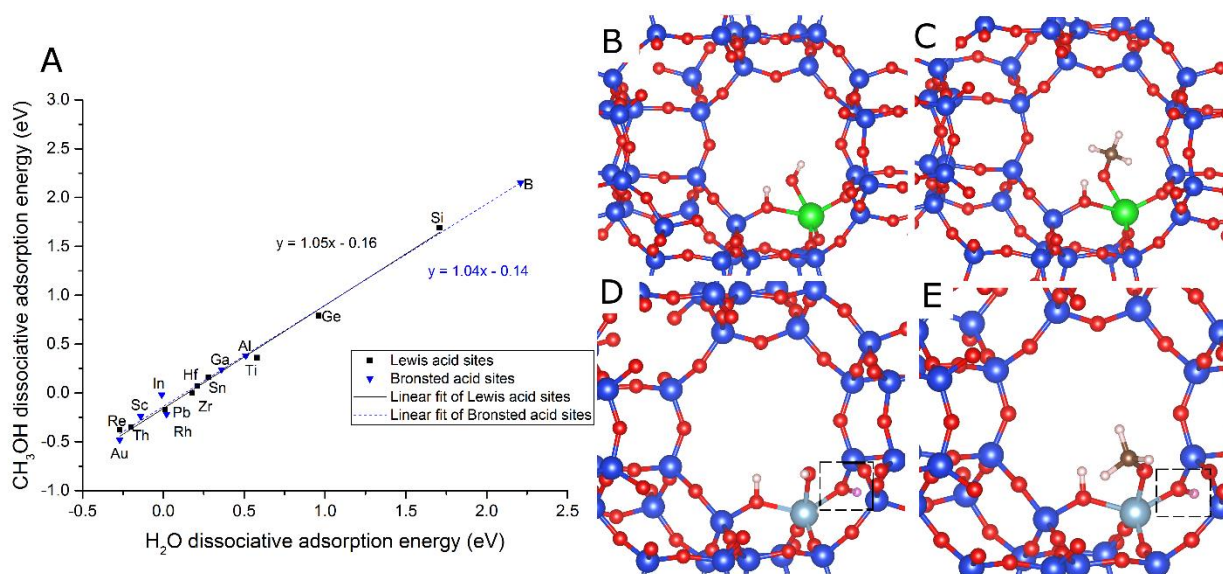 A
B
C
D
E
3.0
2.5
2.0
1.5
1.0
0.5
0.0
-0.5
-1.0
-0.5
0.0
0.5
1.0
1.5
2.0
2.5
CH₃OH dissociative adsorption energy (eV)
H₂O dissociative adsorption energy (eV)
B
Si
y = 1.05x - 0.16
y = 1.04x - 0.14
Ge
Al
Ti
Ga
Hf
Sn
In
Zr
Sc
Pb
Rh
Re
Th
Au
Lewis acid sites
Bronsted acid sites
Linear fit of Lewis acid sites
Linear fit of Bronsted acid sites